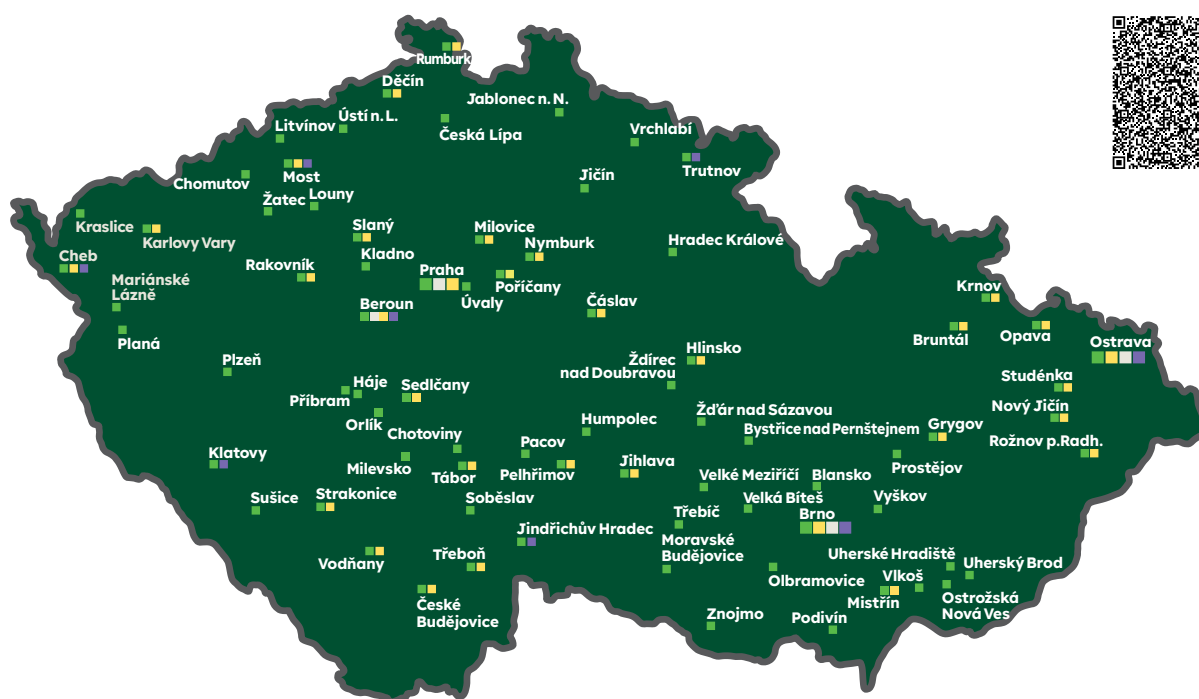 Rumburk
Děčín
Jablonec n. N.
Ústí n. L.
Česká Lípa
Litvínov
Vrchlabí
Trutnov
Most
Chomutov
Jičín
Žatec
Louny
Kraslice
Karlovy Vary
Slaný
Milovice
Nymburk
Hradec Králové
Cheb
Kladno
Rakovník
Praha
Poříčany
Mariánské
Lázně
Úvaly
Krnov
Beroun
Čáslav
Planá
Bruntál
Opava
Ostrava
Hlinsko
Plzeň
Ždírec
nad Doubravou
Studénka
Háje
Sedlčany
Příbram
Nový Jičín
Orlík
Humpolec
Žďár nad Sázavou
Grygov
Chotoviny
Bystřice nad Pernštejnem
Rožnov p.Radh.
Klatovy
Pacov
Milevsko
Tábor
Pelhřimov
Jihlava
Prostějov
Velké Meziříčí
Blansko
Sušice
Strakonice
Soběslav
Velká Bíteš
Vyškov
Třebíč
Brno
Jindřichův Hradec
Moravské
Budějovice
Vodňany
Třeboň
Uherské Hradiště
Uherský Brod
Olbramovice
Vlkoš
České
Budějovice
Mistřín
Ostrožská
Nová Ves
Znojmo
Podivín